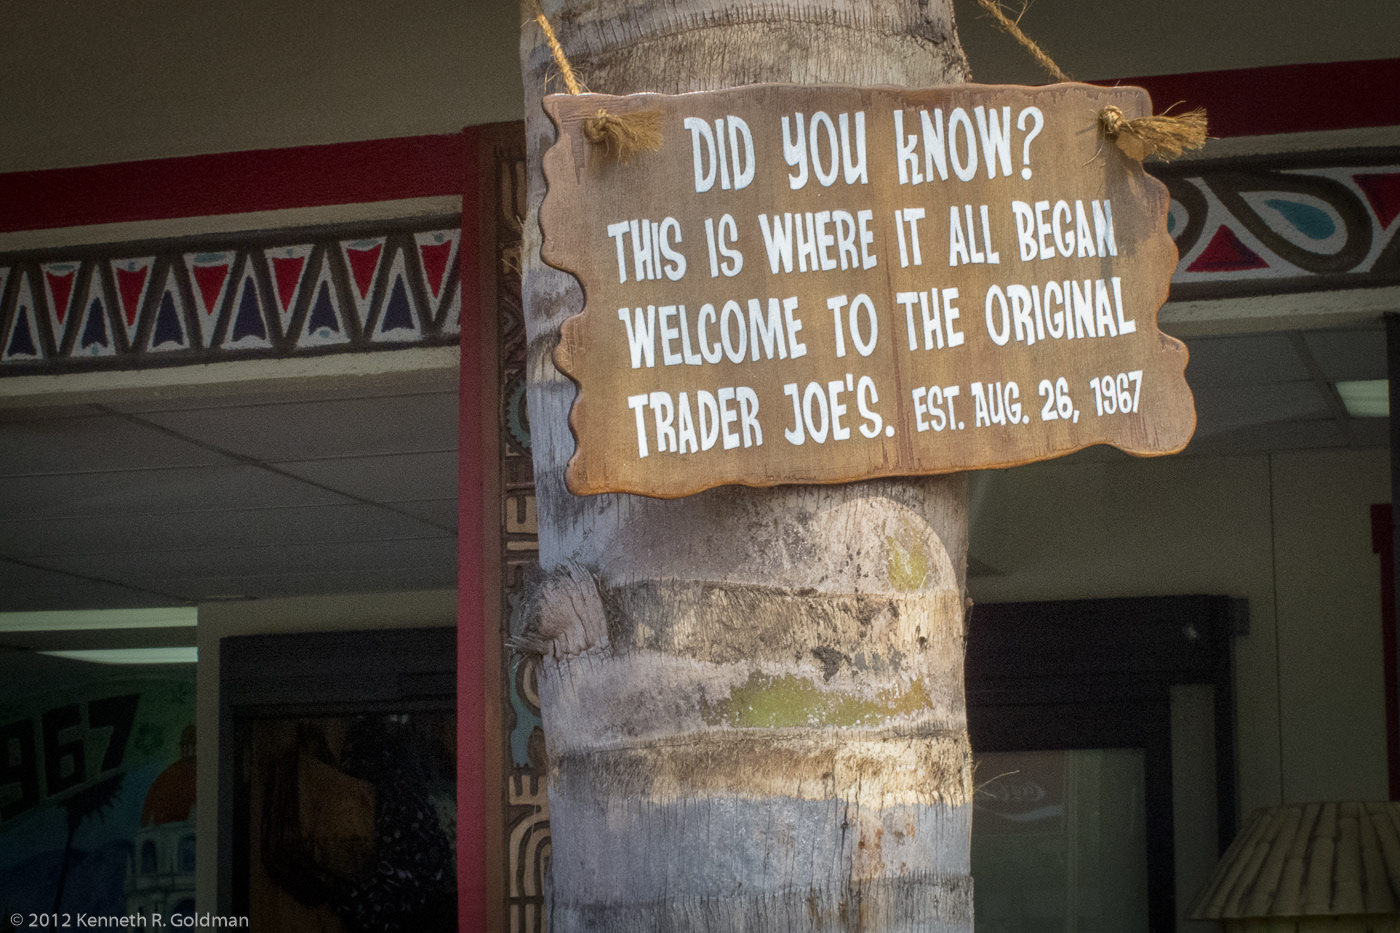 DID YOU KNOW?
THIS IS WHERE IT ALL BEGAN
WELCOME TO THE ORIGINAL
TRADER JOE'S. EST. AUG. 26, 1967
967
© 2012 Kenneth R. Goldman